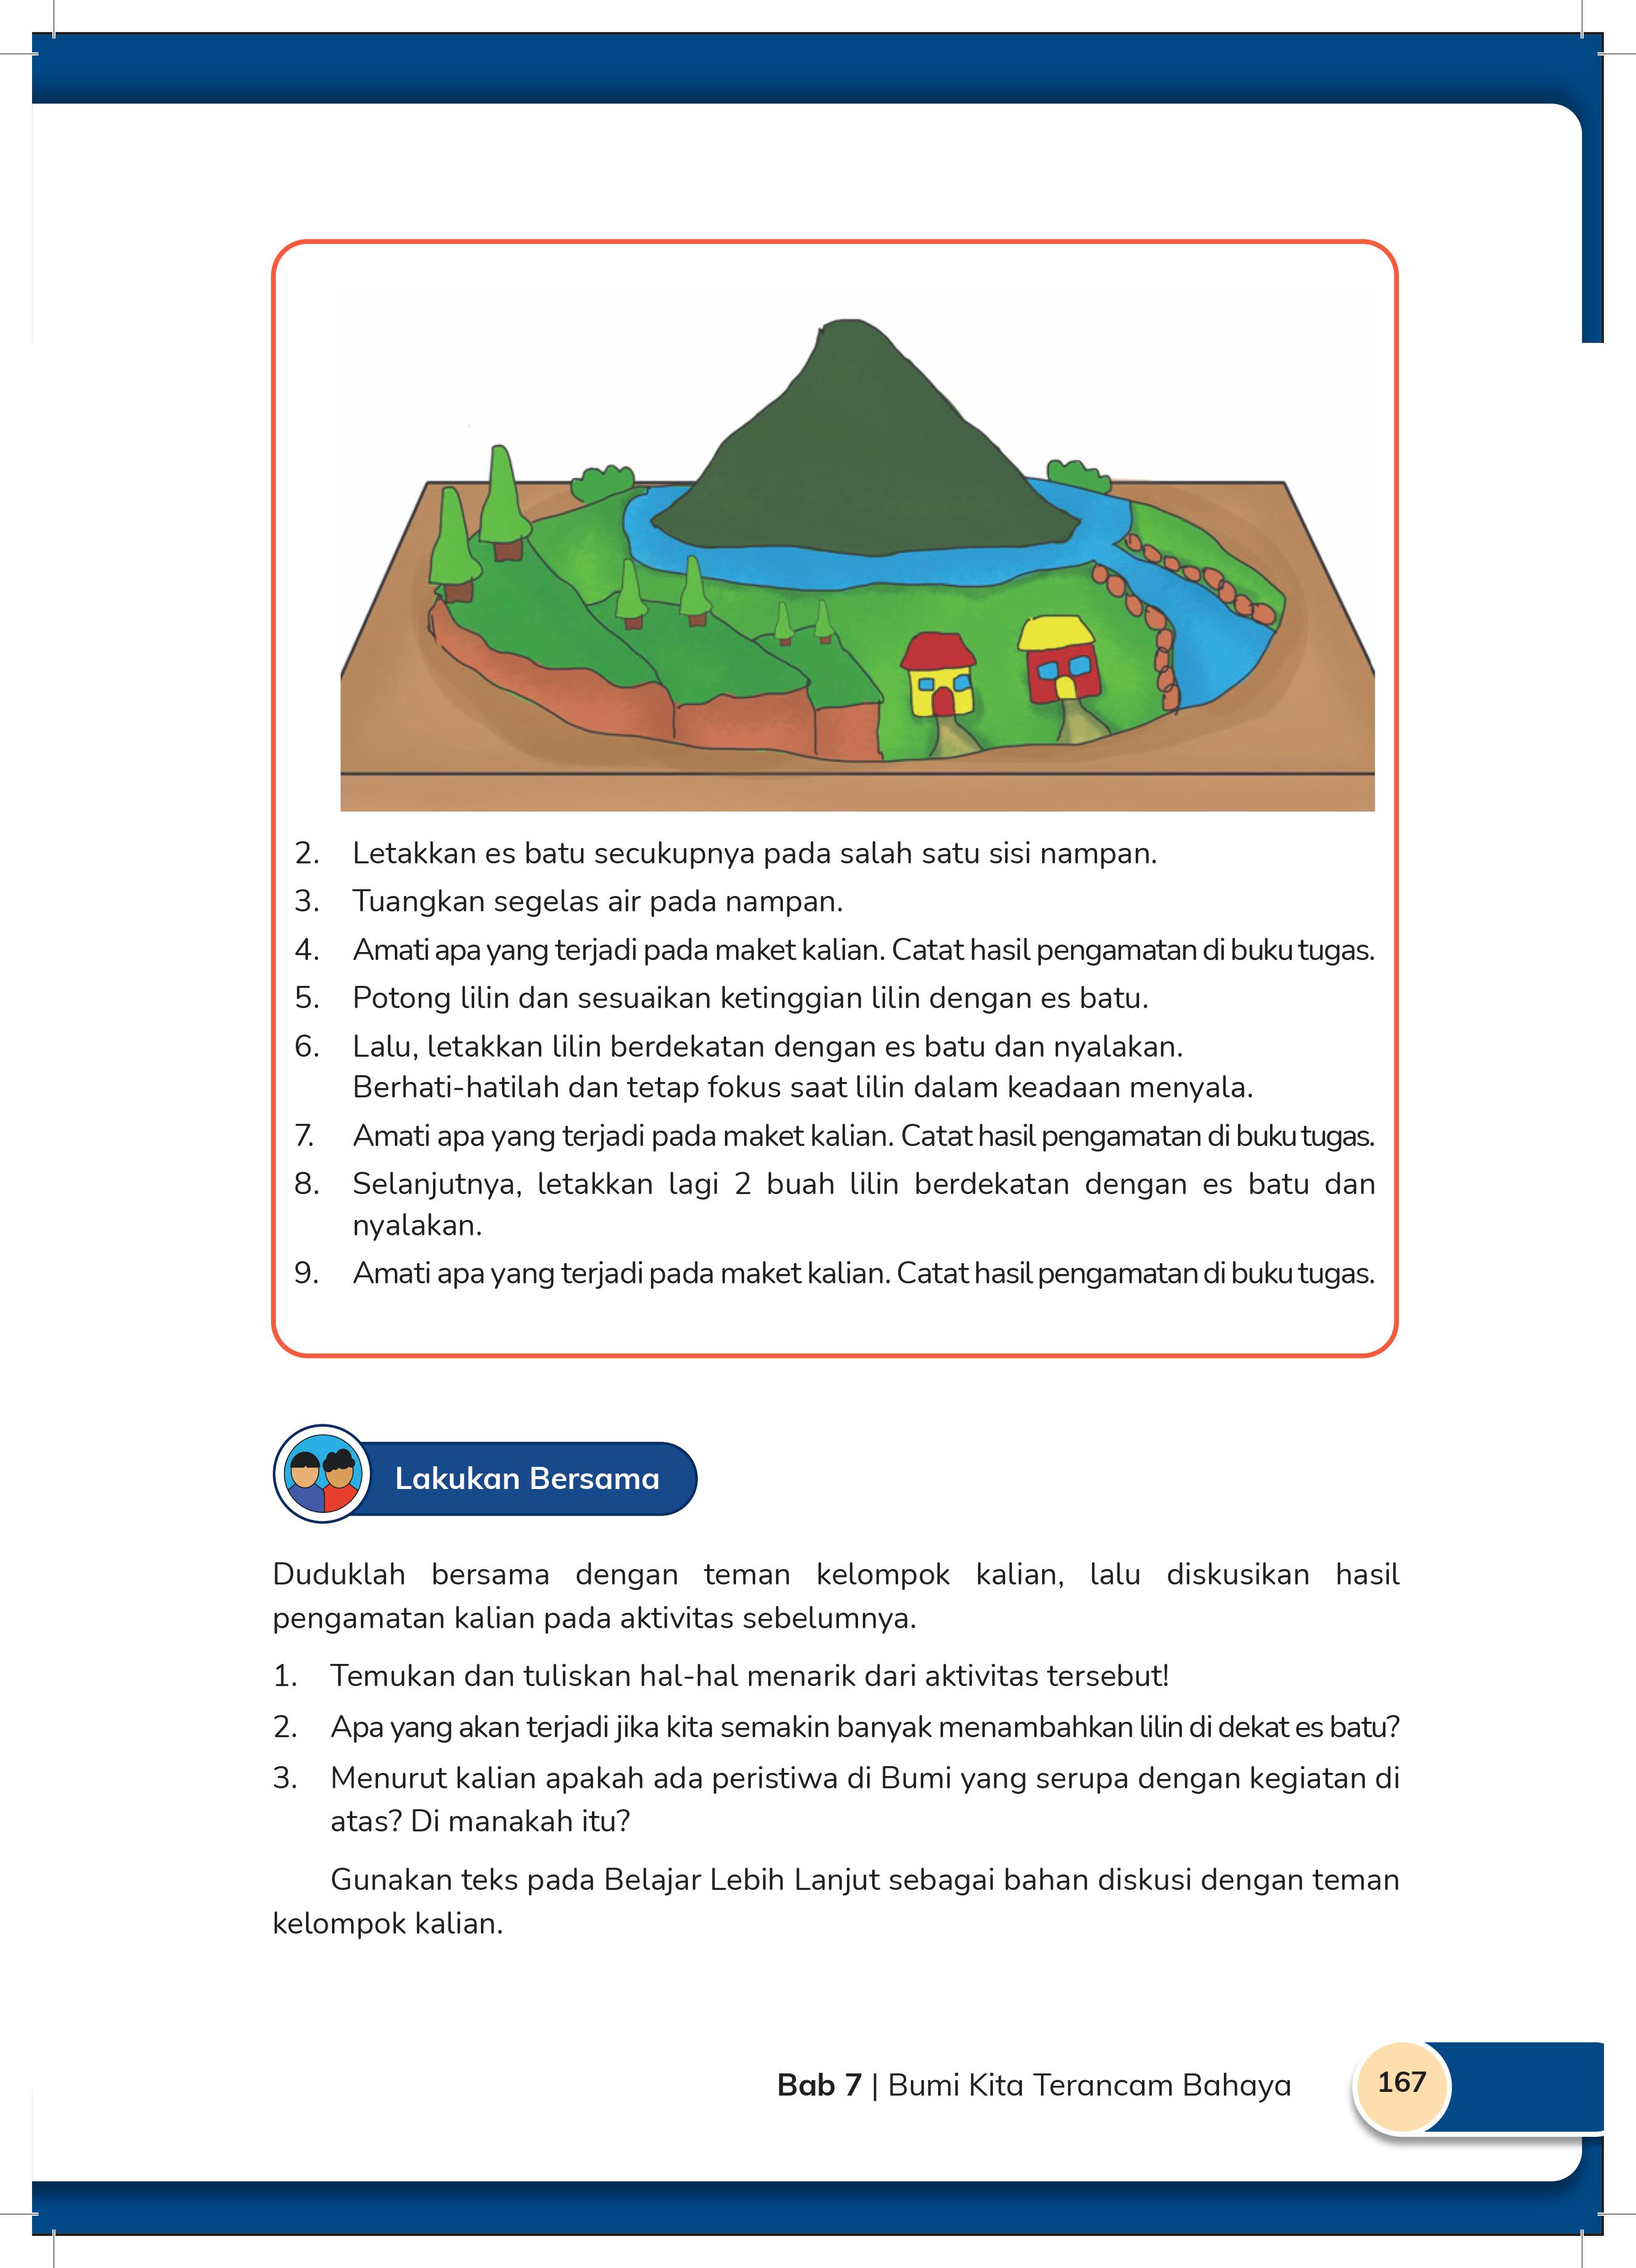 2. Letakkan es batu secukupnya pada salah satu sisi nampan.
3. Tuangkan segelas air pada nampan.
4. Amati apa yang terjadi pada maket kalian. Catat hasil pengamatan di buku tugas.
5. Potong lilin dan sesuaikan ketinggian lilin dengan es batu.
6. Lalu, letakkan lilin berdekatan dengan es batu dan nyalakan.
Berhati-hatilah dan tetap fokus saat lilin dalam keadaan menyala.
7. Amati apa yang terjadi pada maket kalian. Catat hasil pengamatan di buku tugas.
8. Selanjutnya, letakkan lagi 2 buah lilin berdekatan dengan es batu dan
nyalakan.
9. Amati apa yang terjadi pada maket kalian. Catat hasil pengamatan di buku tugas.
Lakukan Bersama
Duduklah bersama dengan teman kelompok kalian, lalu diskusikan hasil
pengamatan kalian pada aktivitas sebelumnya.
1. Temukan dan tuliskan hal-hal menarik dari aktivitas tersebut!
2. Apa yang akan terjadi jika kita semakin banyak menambahkan lilin di dekat es batu?
3. Menurut kalian apakah ada peristiwa di Bumi yang serupa dengan kegiatan di
atas? Di manakah itu?
Gunakan teks pada Belajar Lebih Lanjut sebagai bahan diskusi dengan teman
kelompok kalian.
Bab 7 | Bumi Kita Terancam Bahaya
167